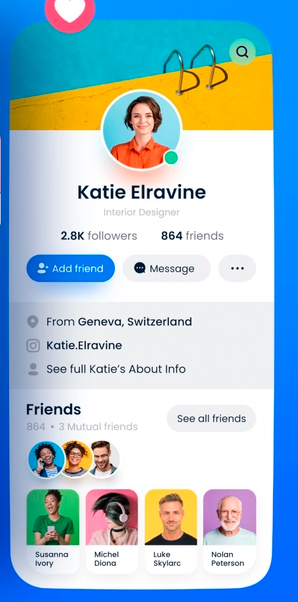 Katie Elravine
Interior Designer
2.8K followers 864 friends
Add friend Message
From Geneva, Switzerland
Katie.Elravine
See full Katie's About Info
Friends
864 • 3 Mutual friends
See all friends
Susanna Ivory
Michel Diona
Luke Skylarc
Nolan Peterson